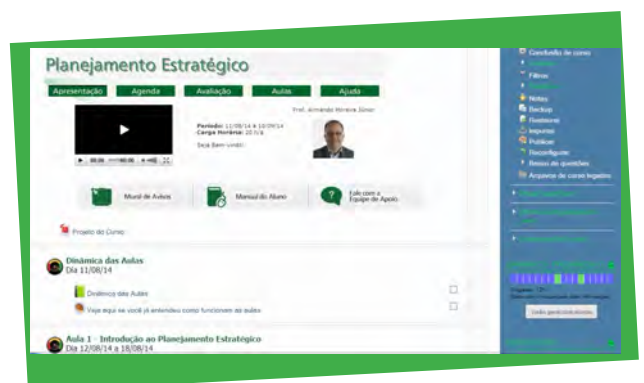 Planejamento Estratégico
Apresentação Agenda Avaliação Aulas Ajuda
Prof. Armando Moreira Júnior
Período: 11/08/14 a
Carga Horária: 20 h/a
Seja Bem-vindo!
Mural de Avisos
Manual do Aluno
Fale com a
Equipe de Apoio
Projeto do Curso
Dinâmica das Aulas
Dia 11/08/14
Dinâmica das Aulas
Veja aqui se você já entendeu como funcionam as aulas
Aula 1 - Introdução ao Planejamento Estratégico
Dia 12/08/14 a 18/08/14
Conclusão de curso
Filtros
Notas
Backup
Restaurar
Importar
Publicar
Reconfigurar
Banco de questões
Arquivos de curso legados